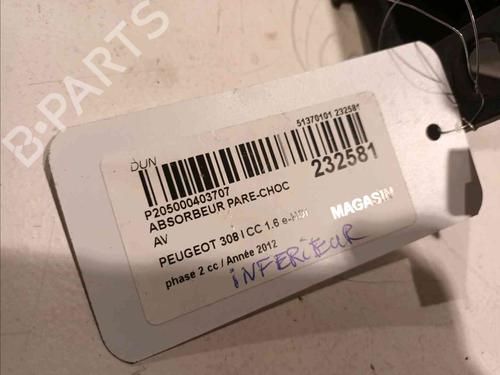 B-PARTS
51370101 232581
DUN
232581
P205000403707
ABSORBEUR PARE-CHOC
AV
MAGASIN
PEUGEOT 308 I CC 1.6 e-HDI
phase 2 cc / Année 2012
INFERIEUR